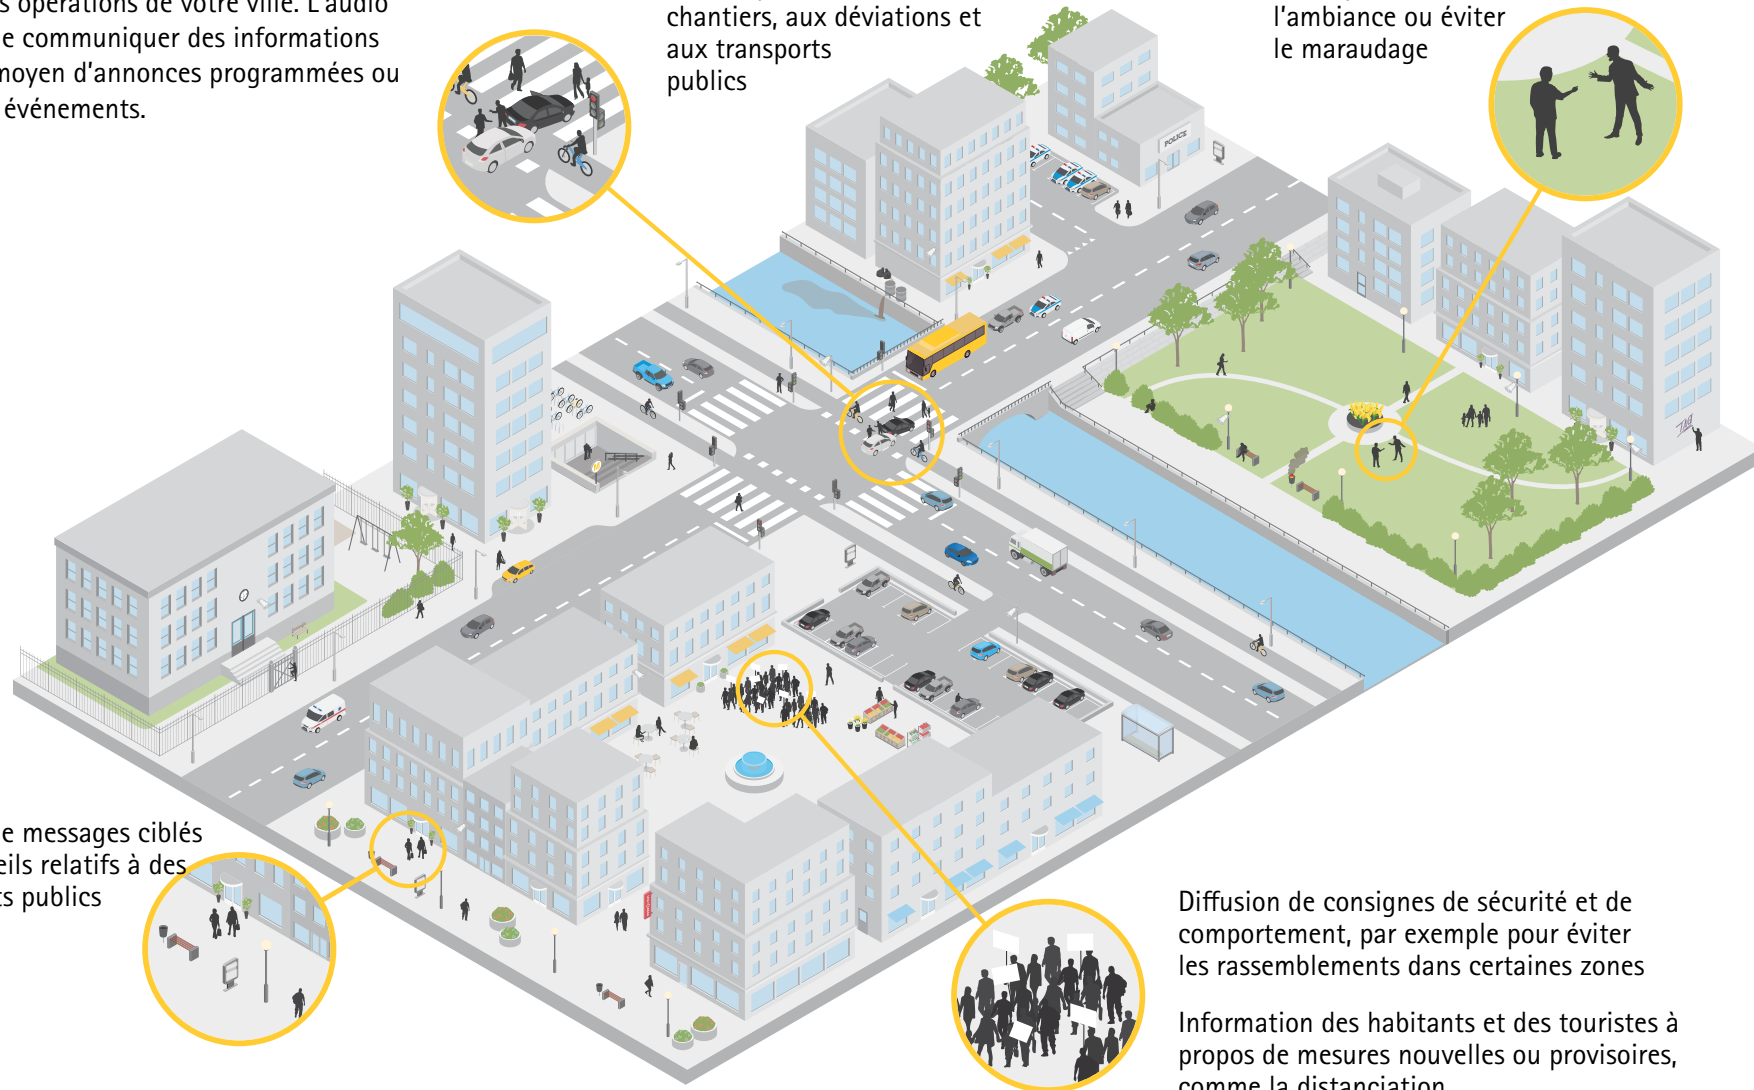 s opérations de votre ville. L'audio
e communiquer des informations
moyen d'annonces programmées ou
événements.
chantiers, aux déviations et
aux transports
publics
l'ambiance ou éviter
le maraudage
POLICE
TAG
e messages ciblés
eils relatifs à des
ts publics
Diffusion de consignes de sécurité et de
comportement, par exemple pour éviter
les rassemblements dans certaines zones
Information des habitants et des touristes à
propos de mesures nouvelles ou provisoires,
comme la distanciation